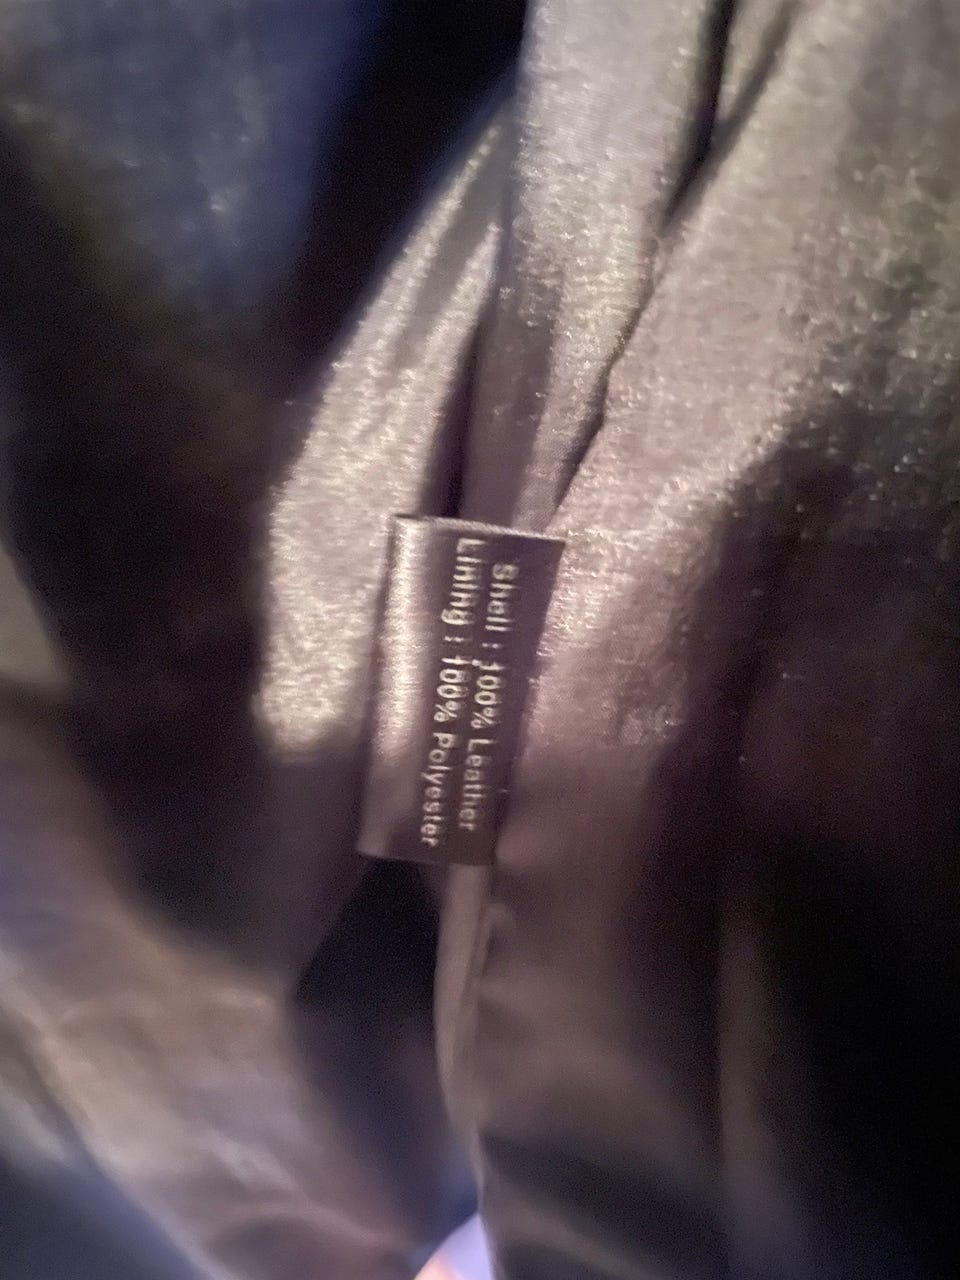 Shell : 100% Leather
Lining : 100% Polyester